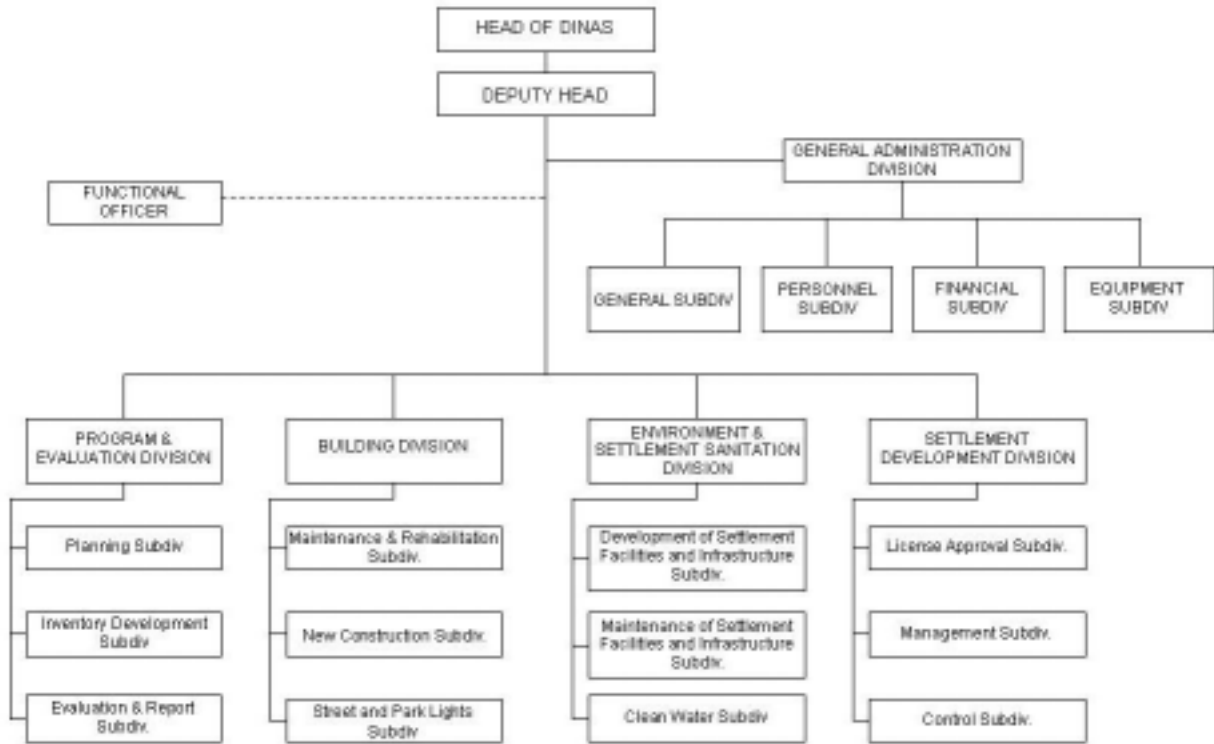 HEAD OF DINAS
DEPUTY HEAD
GENERAL ADMINISTRATION
DIVISION
FUNCTIONAL
OFFICER
GENERAL SUBDIV
PERSONNEL
SUBDIV
FINANCIAL
SUBDIV
EQUIPMENT
SUBDIV
PROGRAM &
EVALUATION DIVISION
BUILDING DIVISION
ENVIRONMENT &
SETTLEMENT SANITATION
DIVISION
SETTLEMENT
DEVELOPMENT DIVISION
Planning Subdiv
Maintenance & Rehabilitation
Subdiv.
Development of Settlement
Facilities and Infrastructure
Subdiv.
License Approval Subdiv.
Inventory Development
Subdiv
New Construction Subdiv.
Maintenance of Settlement
Facilities and Infrastructure
Subdiv.
Management Subdiv.
Evaluation & Report
Subdiv.
Street and Park Lights
Subdiv
Clean Water Subdiv
Control Subdiv.